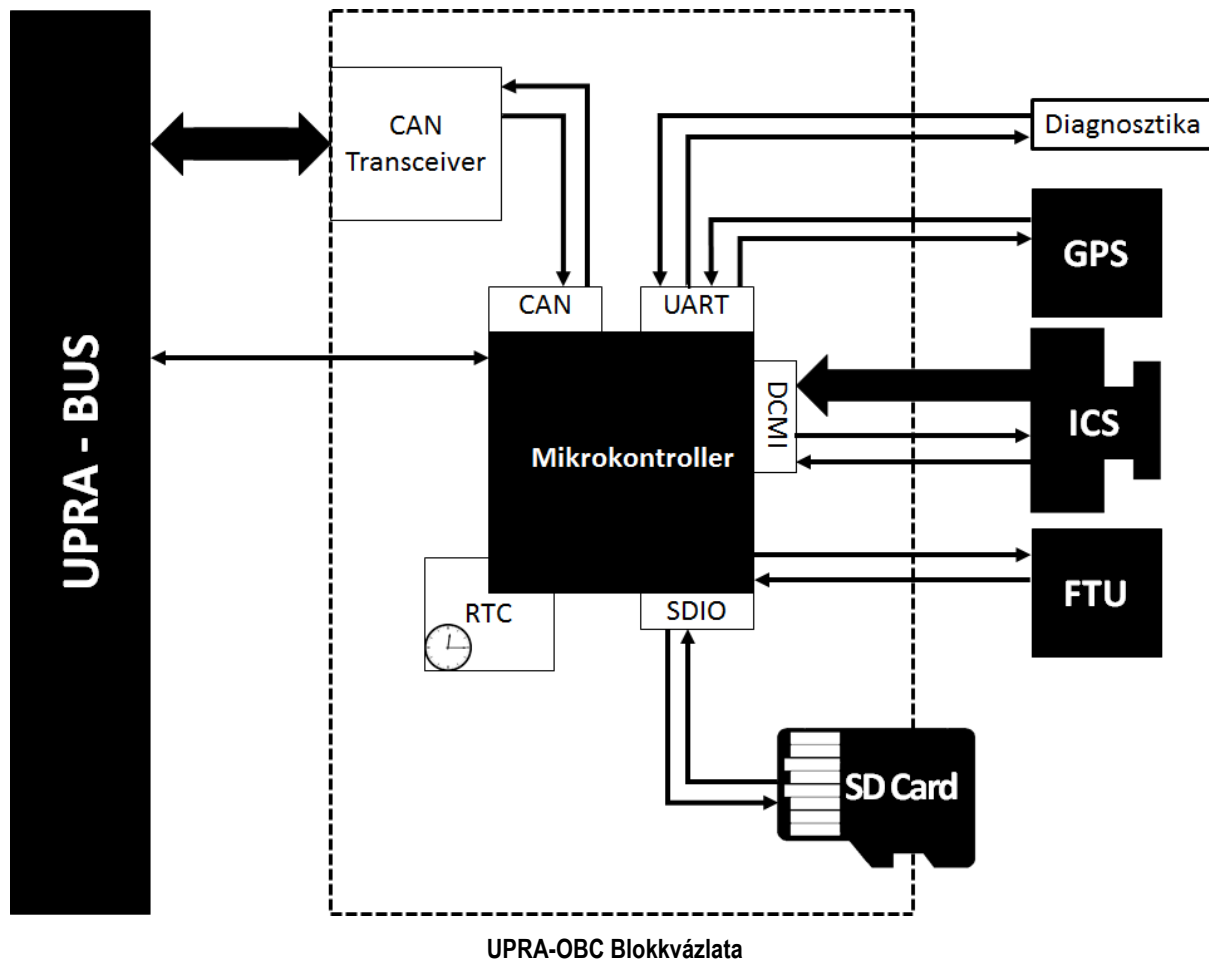 UPRA - BUS
CAN
Transceiver
Diagnosztika
GPS
CAN
UART
DCMI
ICS
Mikrokontroller
FTU
RTC
SDIO
SD Card
UPRA-OBC Blokkvázlata